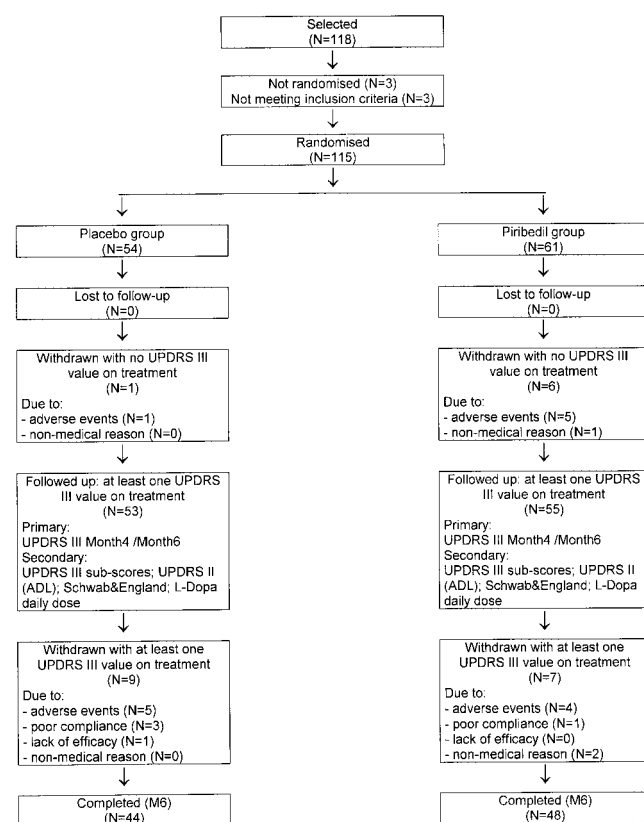 Selected
(N=118)
Not randomised (N=3)
Not meeting inclusion criteria (N=3)
Randomised
(N=115)
Placebo group
(N=54)
Lost to follow-up
(N=0)
Withdrawn with no UPDRS III
value on treatment
(N=1)
Due to:
- adverse events (N=1)
- non-medical reason (N=0)
Followed up: at least one UPDRS
III value on treatment
(N=53)
Primary:
UPDRS III Month4 /Month6
Secondary:
UPDRS III sub-scores; UPDRS II
(ADL); Schwab&England; L-Dopa
daily dose
Withdrawn with at least one
UPDRS III value on treatment
(N=9)
Due to:
- adverse events (N=5)
- poor compliance (N=3)
- lack of efficacy (N=1)
- non-medical reason (N=0)
Completed (M6)
(N=44)
Piribedil group
(N=61)
Lost to follow-up
(N=0)
Withdrawn with no UPDRS III
value on treatment
(N=6)
Due to:
- adverse events (N=5)
- non-medical reason (N=1)
Followed up: at least one UPDRS
III value on treatment
(N=55)
Primary:
UPDRS III Month4 /Month6
Secondary:
UPDRS III sub-scores; UPDRS II
(ADL); Schwab&England; L-Dopa
daily dose
Withdrawn with at least one
UPDRS III value on treatment
(N=7)
Due to:
- adverse events (N=4)
- poor compliance (N=1)
- lack of efficacy (N=0)
- non-medical reason (N=2)
Completed (M6)
(N=48)